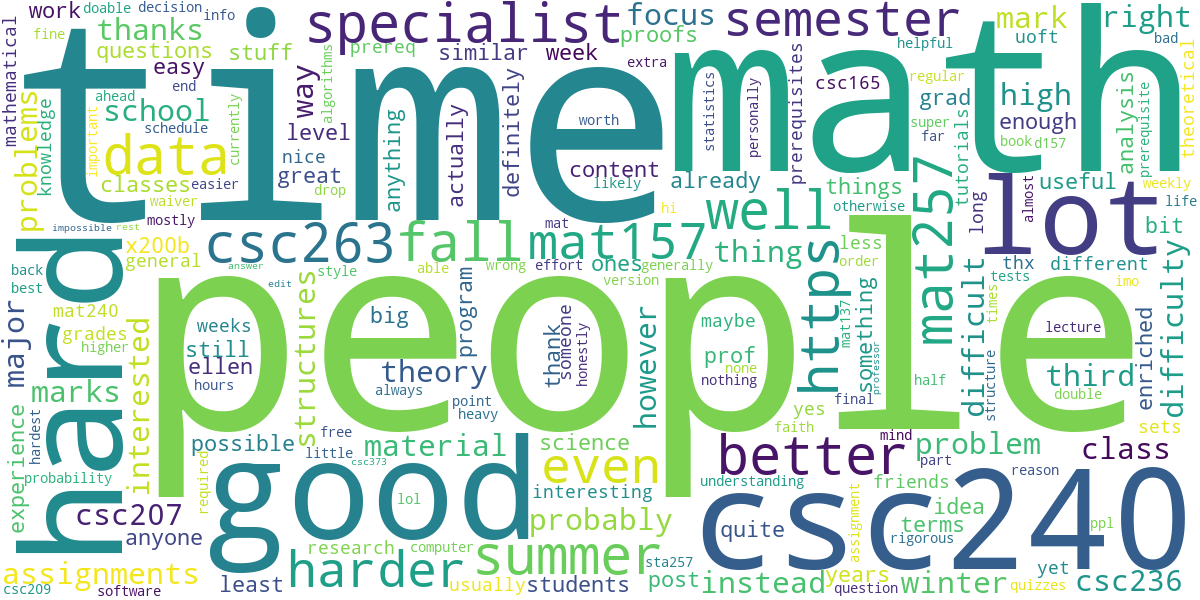 work
doable
decision
info
specialist
focus
semester
mark
right
fine
thanks
prereq
similar
week
proofs
helpful
uoft
bad
mathematical
questions
stuff
time
math
easy
end
extra
csc165
regular
theoretical
ahead
important
school
currently
algorithms
way
level
definitely
worth
statistics
personally
prerequisites
grad
high
enough
analysis
prerequisite
problems
knowledge
schedule
data
nice
great
anything
actually
content
likely
already
super
far
tutorials
book
d157
classes
easier
waiver
mostly
drop
hi
well
things
otherwise
mat257
long
almost
useful
weekly
life
impossible
rest
x200b
general
csc263
fall
mat
mat157
thing
https
less
order
lot
bit
hard
back
best
answer
style
able
wrong
effort
ones
generally
version
difficult
thx
different
tests
imo
difficulty
mat240
grades
higher
interested
structures
edit
people
major
weeks
still
ellen
hours
big
program
theory
always
point
heavy
thank
someone
honestly
however
maybe
prof
none
nothing
mat137
something
professor
final
half
structure
times
lecture
third
double
enriched
marks
experience
hardest
probability
possible
free
little
csc373
material
science
yes
faith
better
mind
part
problem
reason
class
sets
required
good
lol
even
interesting
understanding
friends
csc240
csc207
anyone
probably
quite
assignment
idea
terms
rigorous
ppl
yet
assignments
csc209
software
least
research
harder
computer
summer
usually
students
sta257
post
instead
years
question
winter
quizzes
csc236